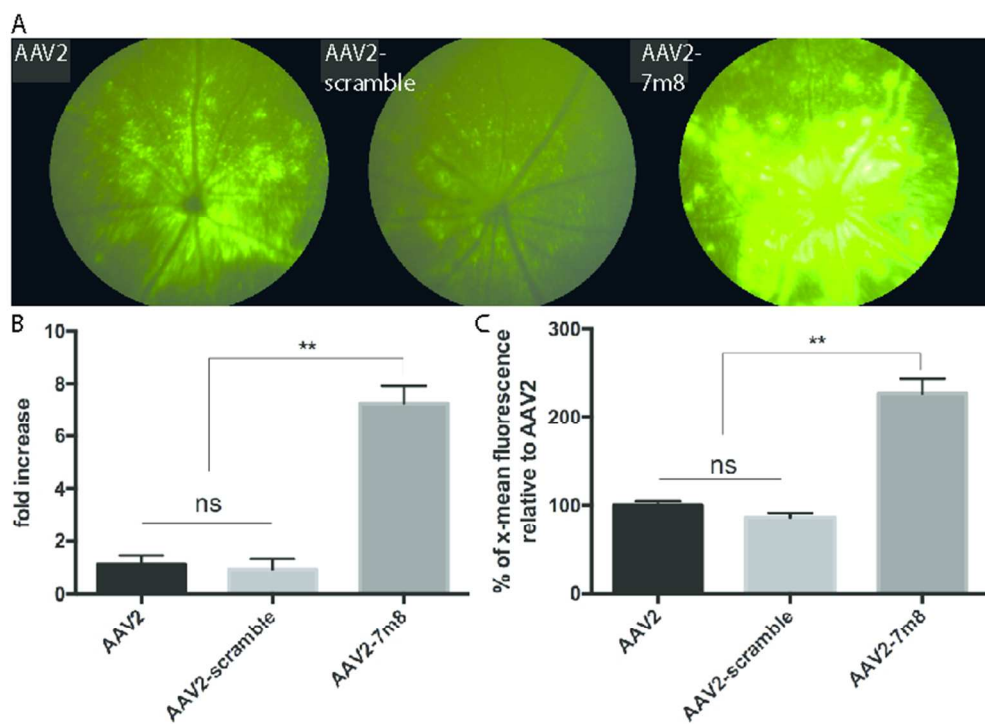 A
AAV2
AAV2-
scramble
AAV2-
7m8
B
10
8
6
4
2
0
fold increase
ns
**
AAV2
AAV2-scramble
AAV2-7m8
C
300
200
100
0
% of x-mean fluorescence
relative to AAV2
ns
**
AAV2
AAV2-scramble
AAV2-7m8